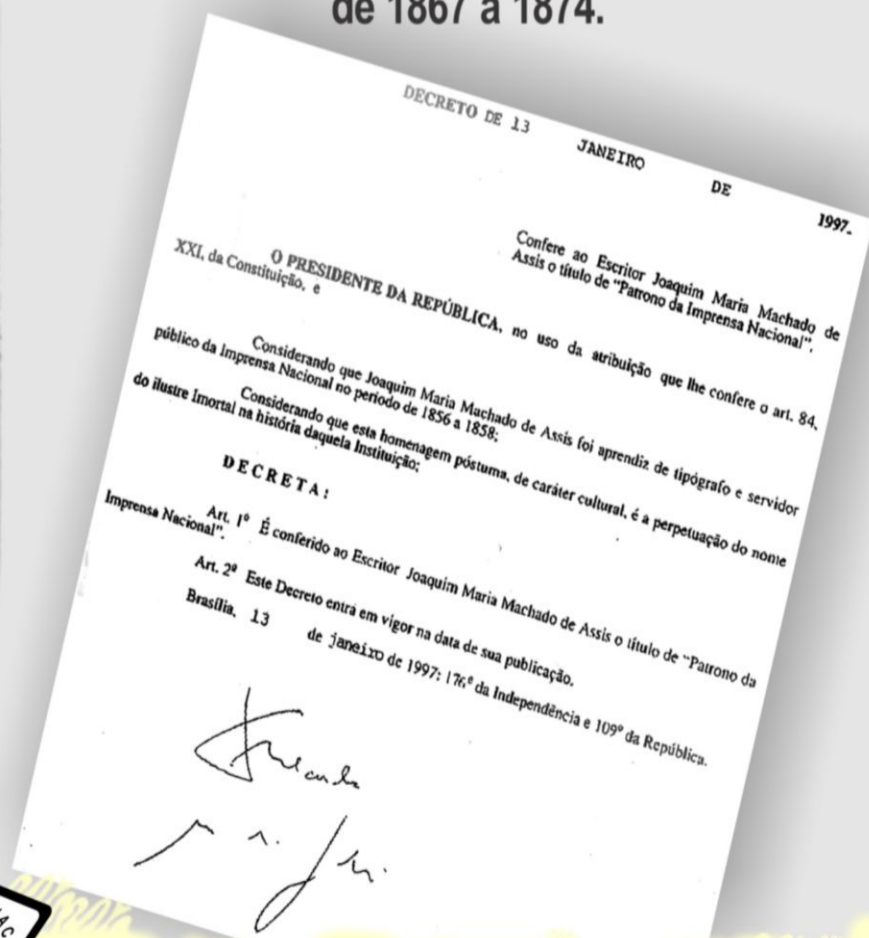 de 1867 a 1874.
DECRETO DE 13 JANEIRO DE 1997.
Confere ao Escritor Joaquim Maria Machado de
Assis o título de "Patrono da Imprensa Nacional".
O PRESIDENTE DA REPÚBLICA, no uso da atribuição que lhe confere o art. 84,
XXI, da Constituição, e
Considerando que Joaquim Maria Machado de Assis foi aprendiz de tipógrafo e servidor
público da Imprensa Nacional no período de 1856 a 1858;
Considerando que esta homenagem póstuma, de caráter cultural, é a perpetuação do nome
do ilustre Imortal na história daquela Instituição;
DECRETA:
Art. 1º É conferido ao Escritor Joaquim Maria Machado de Assis o título de "Patrono da
Imprensa Nacional".
Art. 2º Este Decreto entra em vigor na data de sua publicação.
Brasília, 13 de janeiro de 1997; 176º da Independência e 109º da República.